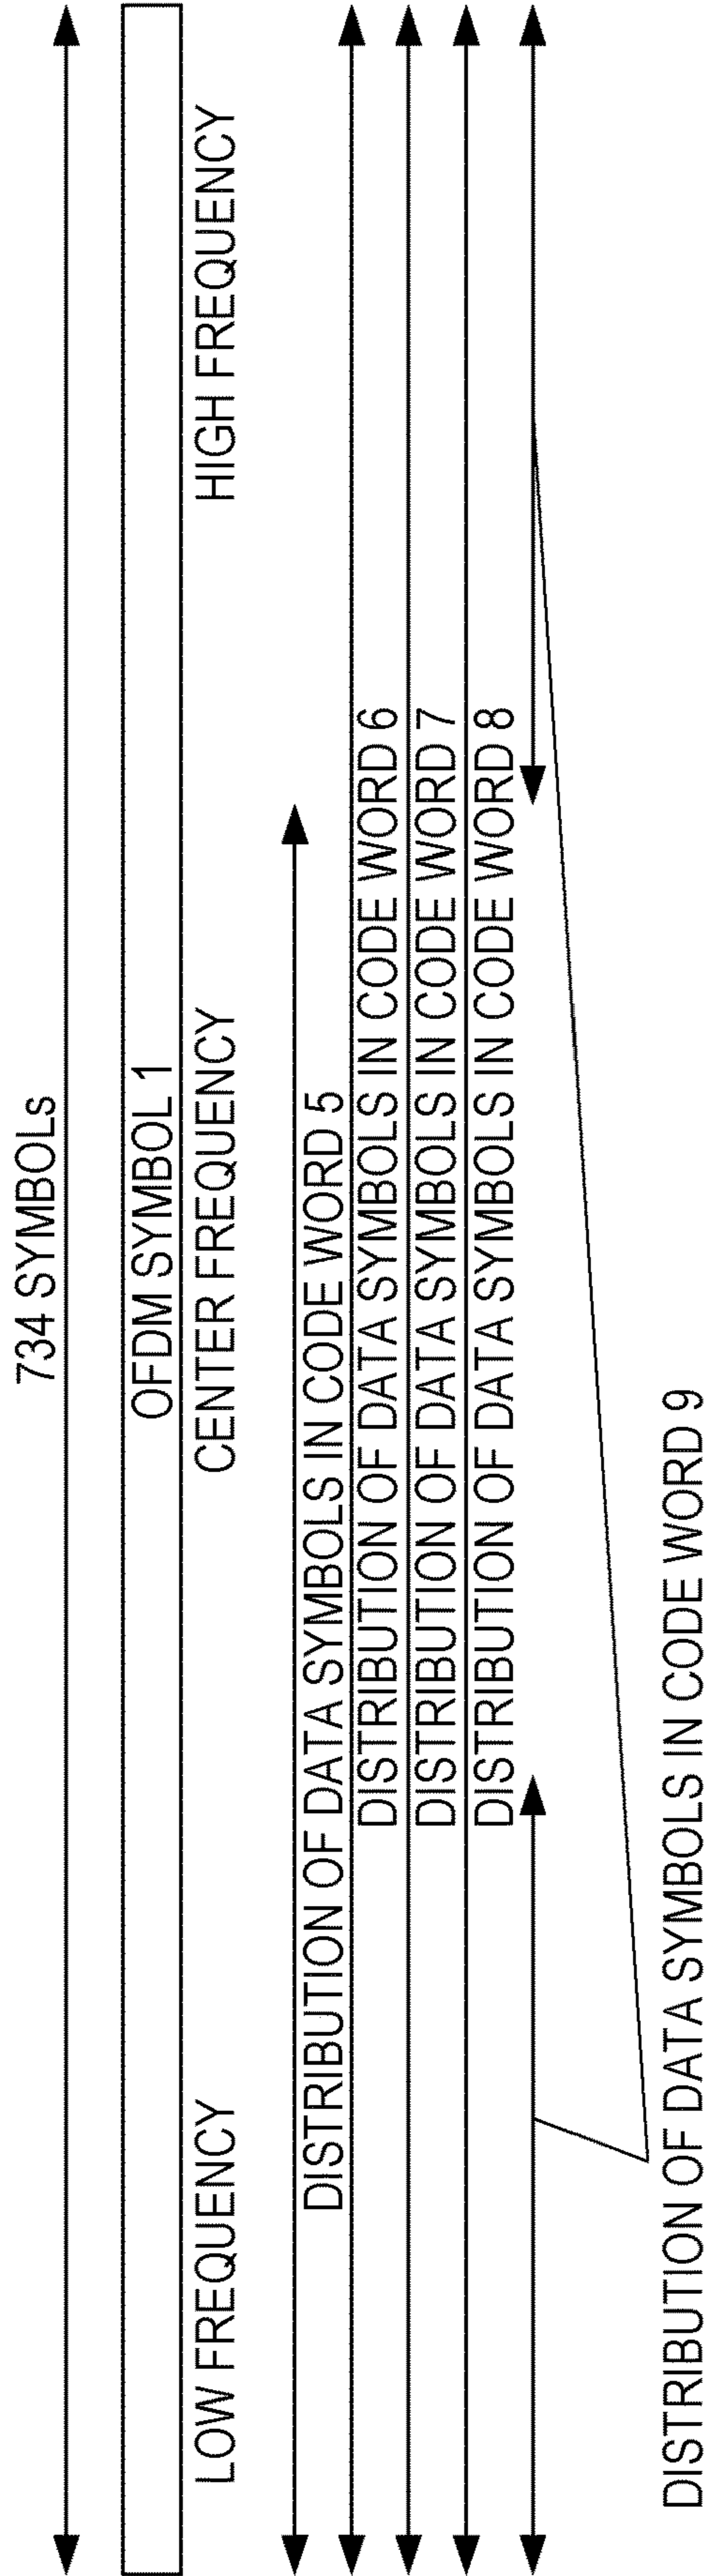 734 SYMBOLs
OFDM SYMBOL 1
LOW FREQUENCY
CENTER FREQUENCY
HIGH FREQUENCY
DISTRIBUTION OF DATA SYMBOLS IN CODE WORD 5
DISTRIBUTION OF DATA SYMBOLS IN CODE WORD 6
DISTRIBUTION OF DATA SYMBOLS IN CODE WORD 7
DISTRIBUTION OF DATA SYMBOLS IN CODE WORD 8
DISTRIBUTION OF DATA SYMBOLS IN CODE WORD 9